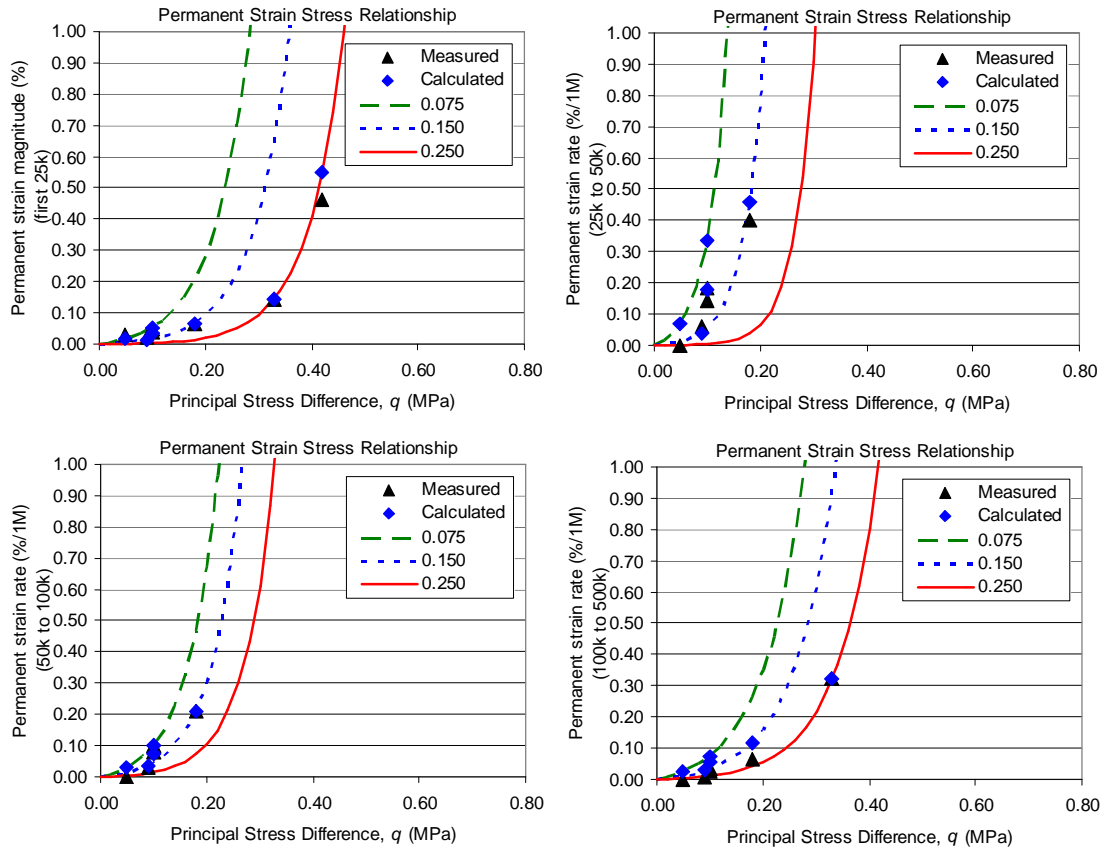 Permanent Strain Stress Relationship
Permanent strain magnitude (%)
(first 25k)
1.00
0.90
0.80
0.70
0.60
0.50
0.40
0.30
0.20
0.10
0.00
Measured
Calculated
0.075
0.150
0.250
0.00 0.20 0.40 0.60 0.80
Principal Stress Difference, q (MPa)
Permanent Strain Stress Relationship
Permanent strain rate (%/1M)
(25k to 50k)
1.00
0.90
0.80
0.70
0.60
0.50
0.40
0.30
0.20
0.10
0.00
Measured
Calculated
0.075
0.150
0.250
0.00 0.20 0.40 0.60 0.80
Principal Stress Difference, q (MPa)
Permanent Strain Stress Relationship
Permanent strain rate (%/1M)
(50k to 100k)
1.00
0.90
0.80
0.70
0.60
0.50
0.40
0.30
0.20
0.10
0.00
Measured
Calculated
0.075
0.150
0.250
0.00 0.20 0.40 0.60 0.80
Principal Stress Difference, q (MPa)
Permanent Strain Stress Relationship
Permanent strain rate (%/1M)
(100k to 500k)
1.00
0.90
0.80
0.70
0.60
0.50
0.40
0.30
0.20
0.10
0.00
Measured
Calculated
0.075
0.150
0.250
0.00 0.20 0.40 0.60 0.80
Principal Stress Difference, q (MPa)